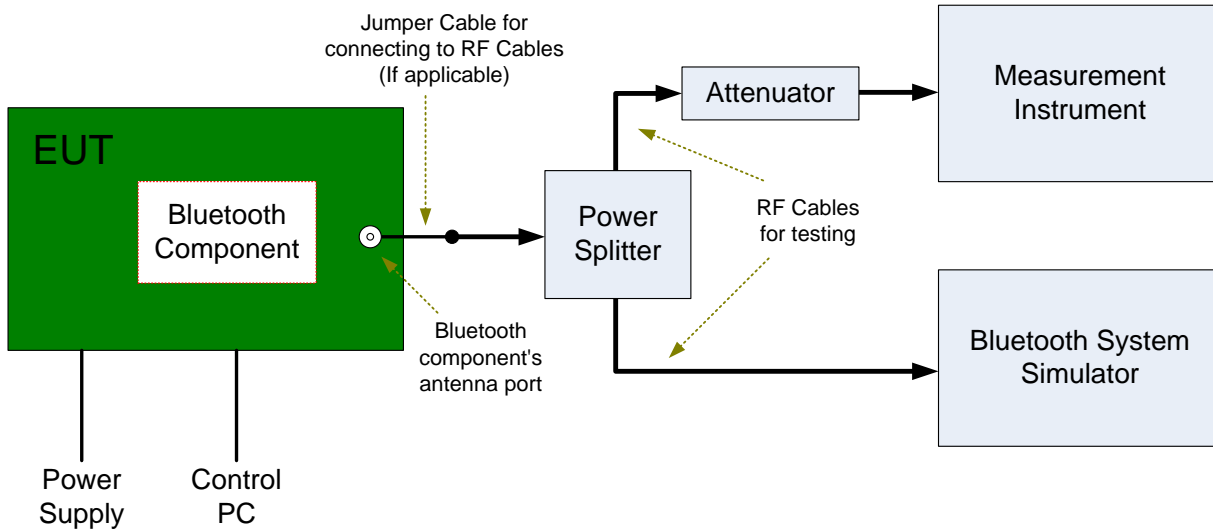 Jumper Cable for
connecting to RF Cables
(If applicable)
EUT
Bluetooth
Component
Bluetooth
component's
antenna port
Power
Supply
Control
PC
Power
Splitter
Attenuator
RF Cables
for testing
Measurement
Instrument
Bluetooth System
Simulator